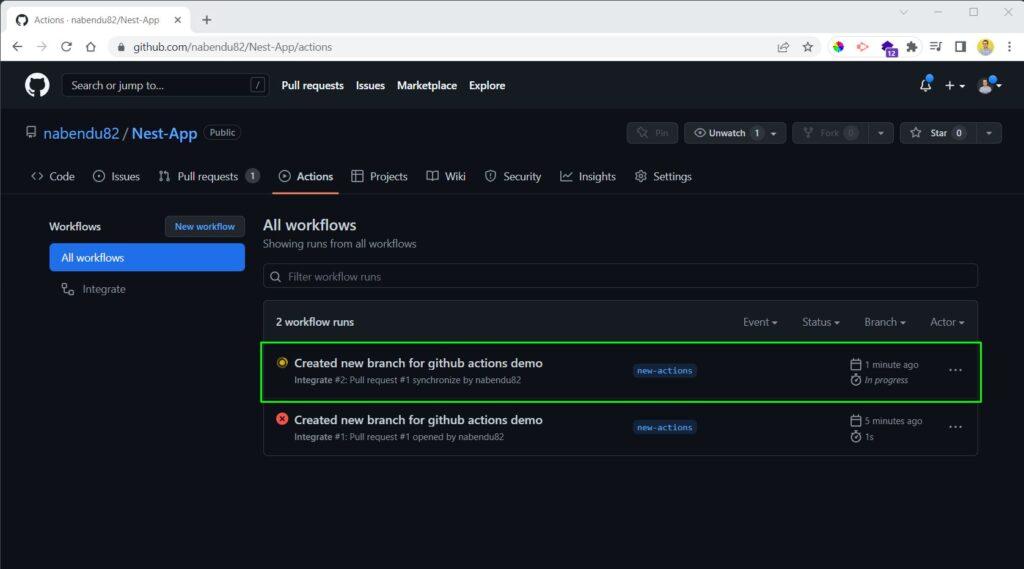 Actions · nabendu82/Nest-App
github.com/nabendu82/Nest-App/actions
12
Search or jump to... /
Pull requests Issues Marketplace Explore
nabendu82 / Nest-App Public
Pin Unwatch 1 Fork 0 Star 0
Code Issues Pull requests 1 Actions Projects Wiki Security Insights Settings
Workflows New workflow
All workflows
Integrate
All workflows
Showing runs from all workflows
Filter workflow runs
2 workflow runs Event Status Branch Actor
Created new branch for github actions demo
Integrate #2: Pull request #1 synchronize by nabendu82
new-actions
1 minute ago
In progress
Created new branch for github actions demo
Integrate #1: Pull request #1 opened by nabendu82
new-actions
5 minutes ago
1s